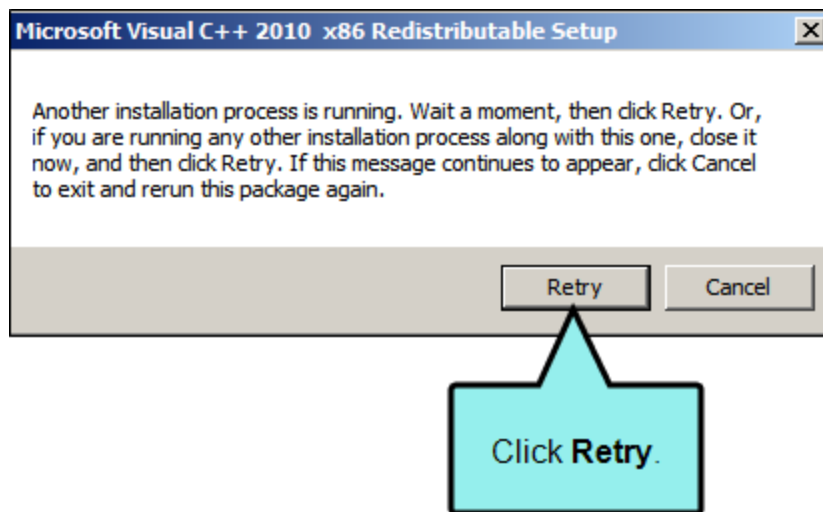 Microsoft Visual C++ 2010 x86 Redistributable Setup
Another installation process is running. Wait a moment, then click Retry. Or,
if you are running any other installation process along with this one, close it
now, and then click Retry. If this message continues to appear, click Cancel
to exit and rerun this package again.
Retry Cancel
Click Retry.